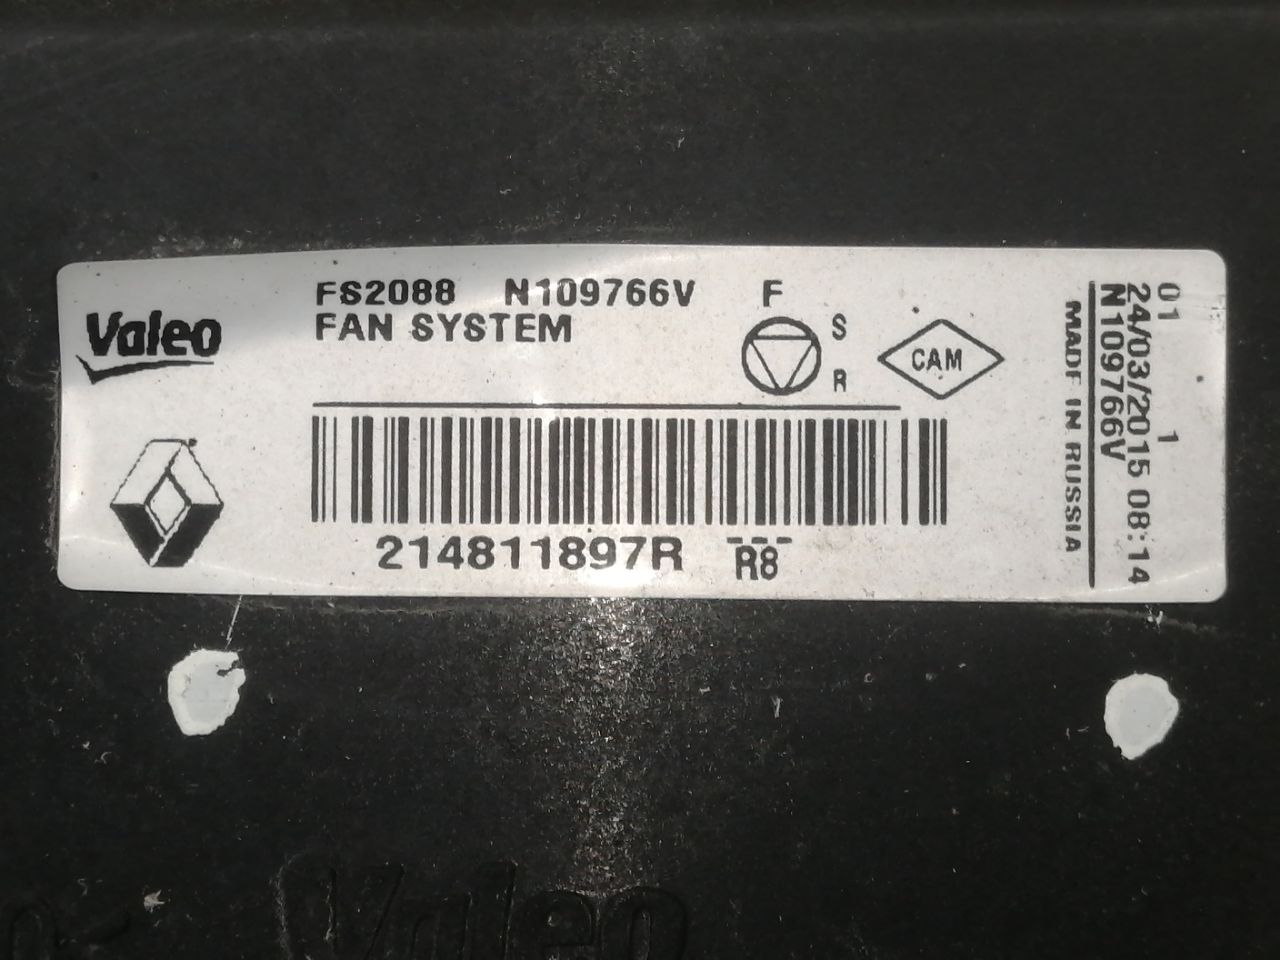 Valeo
FS2088 N109766V F
FAN SYSTEM
S
R
CAM
214811897R R8
01 1
24/03/2015 08:14
N109766V
MADE IN RUSSIA
Valeo